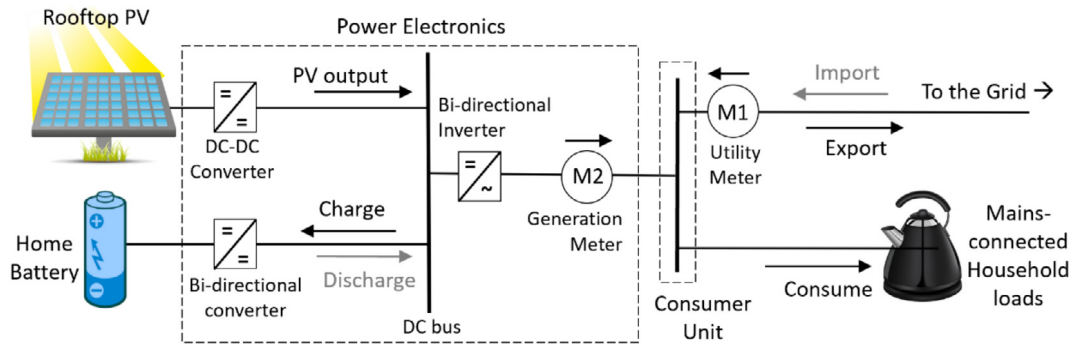 Rooftop PV
Power Electronics
PV output
DC-DC
Converter
Bi-directional
Inverter
M2
Generation
Meter
Import
To the Grid →
M1
Utility
Meter
Export
Home
Battery
Charge
Discharge
Bi-directional
converter
DC bus
Consumer
Unit
Consume
Mains-
connected
Household
loads